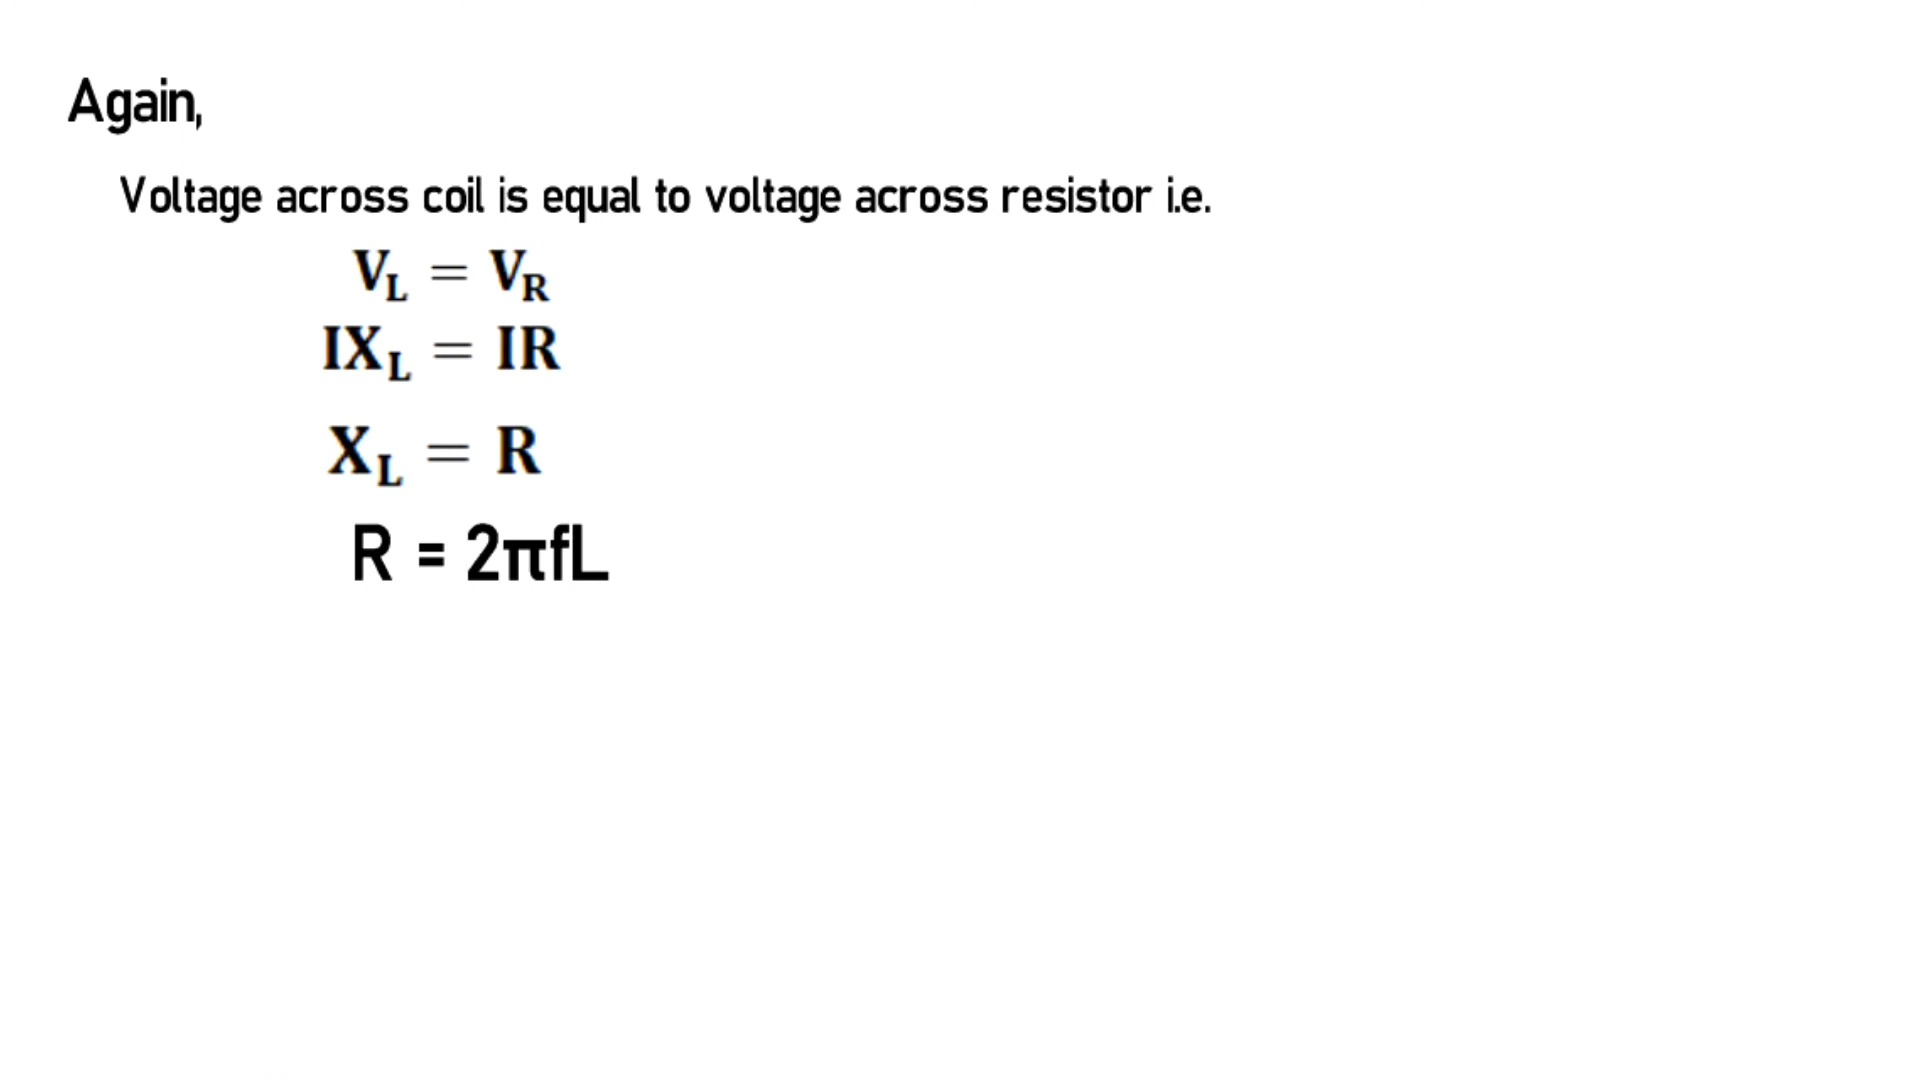 Again,
Voltage across coil is equal to voltage across resistor i.e.
V_L = V_R
IX_L = IR
X_L = R
R = 2πfL